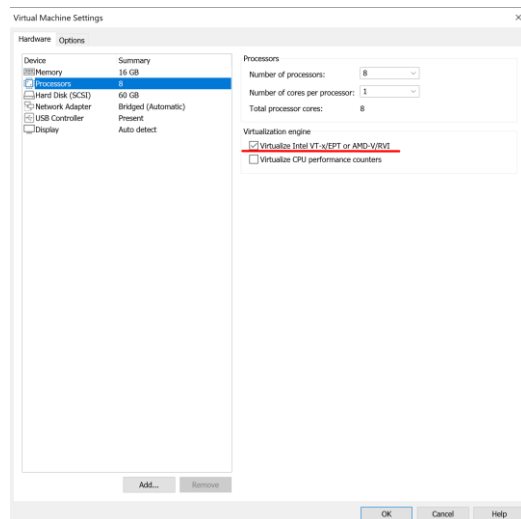 Virtual Machine Settings
Hardware Options
Device Summary
Memory 16 GB
Processors 8
Hard Disk (SCSI) 60 GB
Network Adapter Bridged (Automatic)
USB Controller Present
Display Auto detect
Add... Remove
Processors
Number of processors: 8
Number of cores per processor: 1
Total processor cores: 8
Virtualization engine
Virtualize Intel VT-x/EPT or AMD-V/RVI
Virtualize CPU performance counters
OK Cancel Help